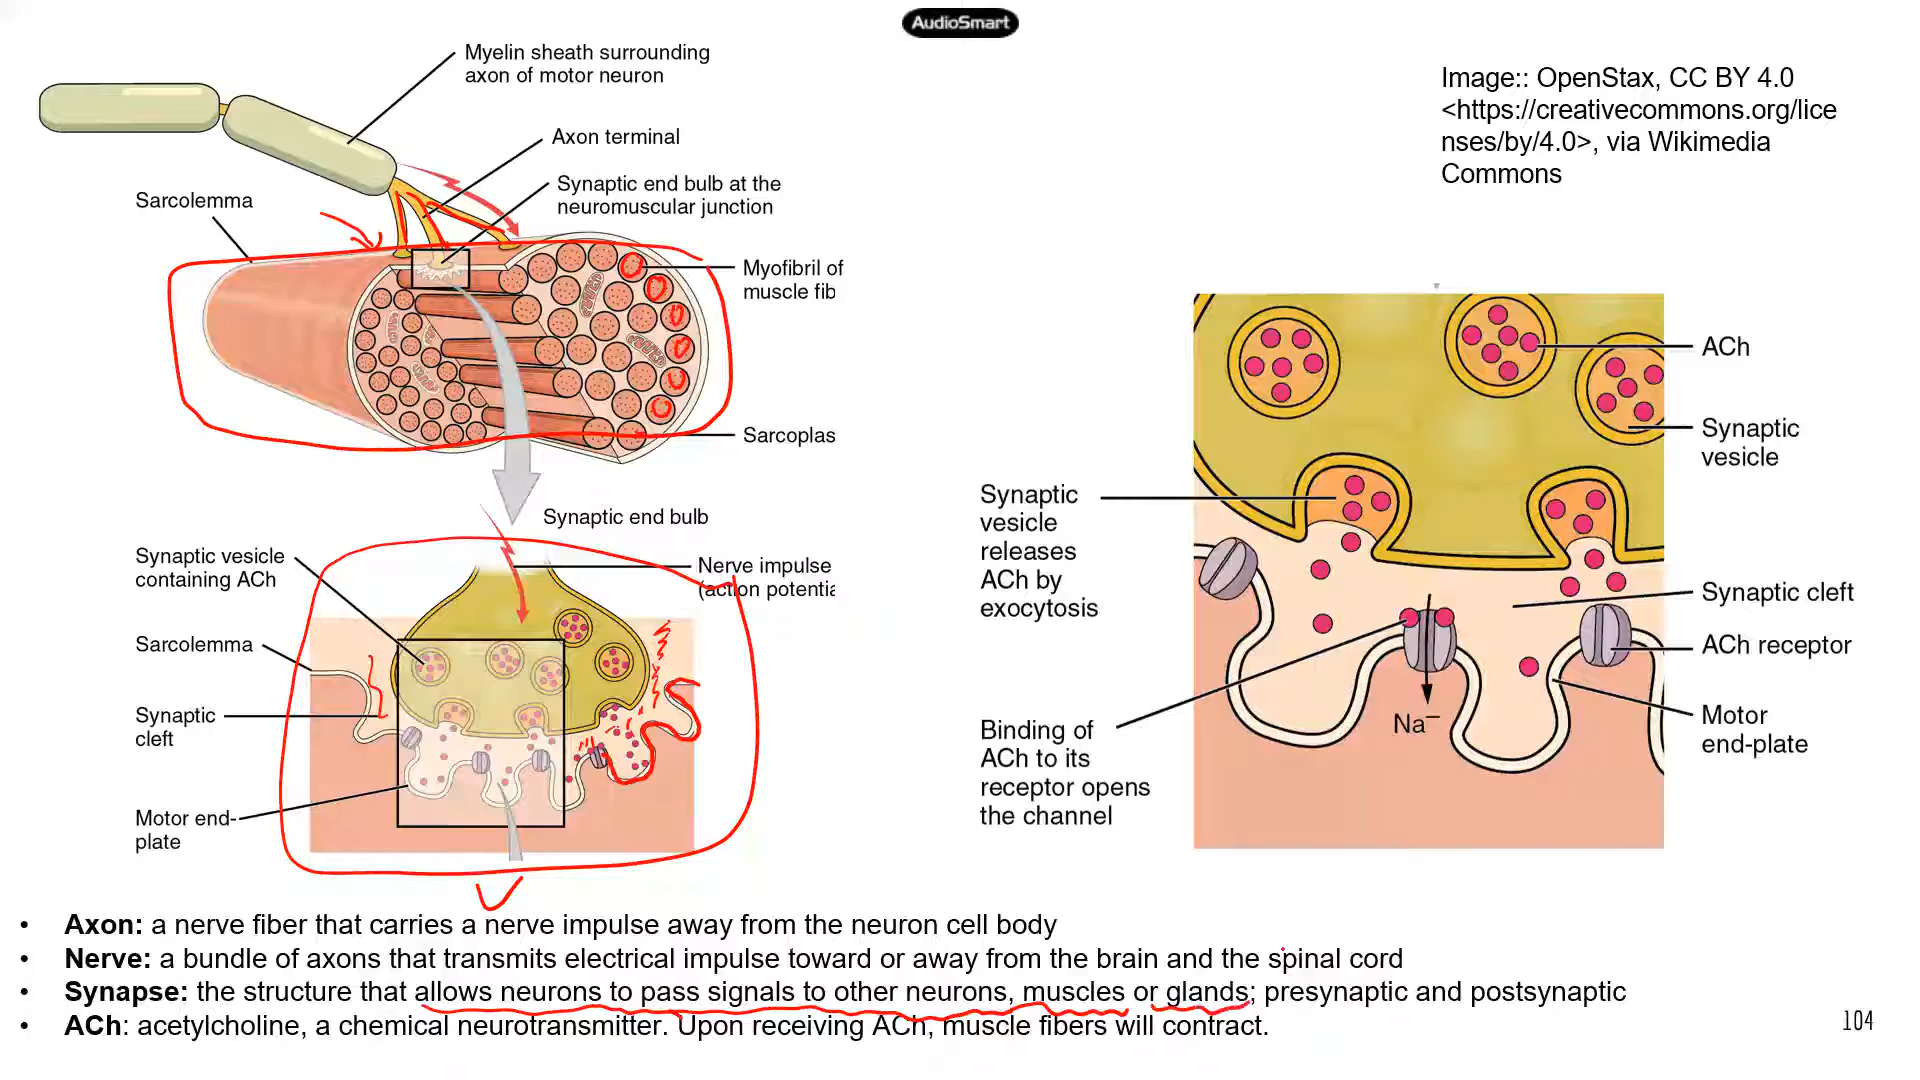 AudioSmart
Myelin sheath surrounding
axon of motor neuron
Axon terminal
Synaptic end bulb at the
neuromuscular junction
Sarcolemma
Myofibril of
muscle fib
Sarcoplas
Synaptic end bulb
Synaptic vesicle
containing ACh
Nerve impulse
(action potentia
Sarcolemma
Synaptic
cleft
Motor end-
plate
Image:: OpenStax, CC BY 4.0
<https://creativecommons.org/lice
nses/by/4.0>, via Wikimedia
Commons
ACh
Synaptic
vesicle
Synaptic
vesicle
releases
ACh by
exocytosis
Synaptic cleft
ACh receptor
Binding of
ACh to its
receptor opens
the channel
Na–
Motor
end-plate
• Axon: a nerve fiber that carries a nerve impulse away from the neuron cell body
• Nerve: a bundle of axons that transmits electrical impulse toward or away from the brain and the spinal cord
• Synapse: the structure that allows neurons to pass signals to other neurons, muscles or glands; presynaptic and postsynaptic
• ACh: acetylcholine, a chemical neurotransmitter. Upon receiving ACh, muscle fibers will contract.
104